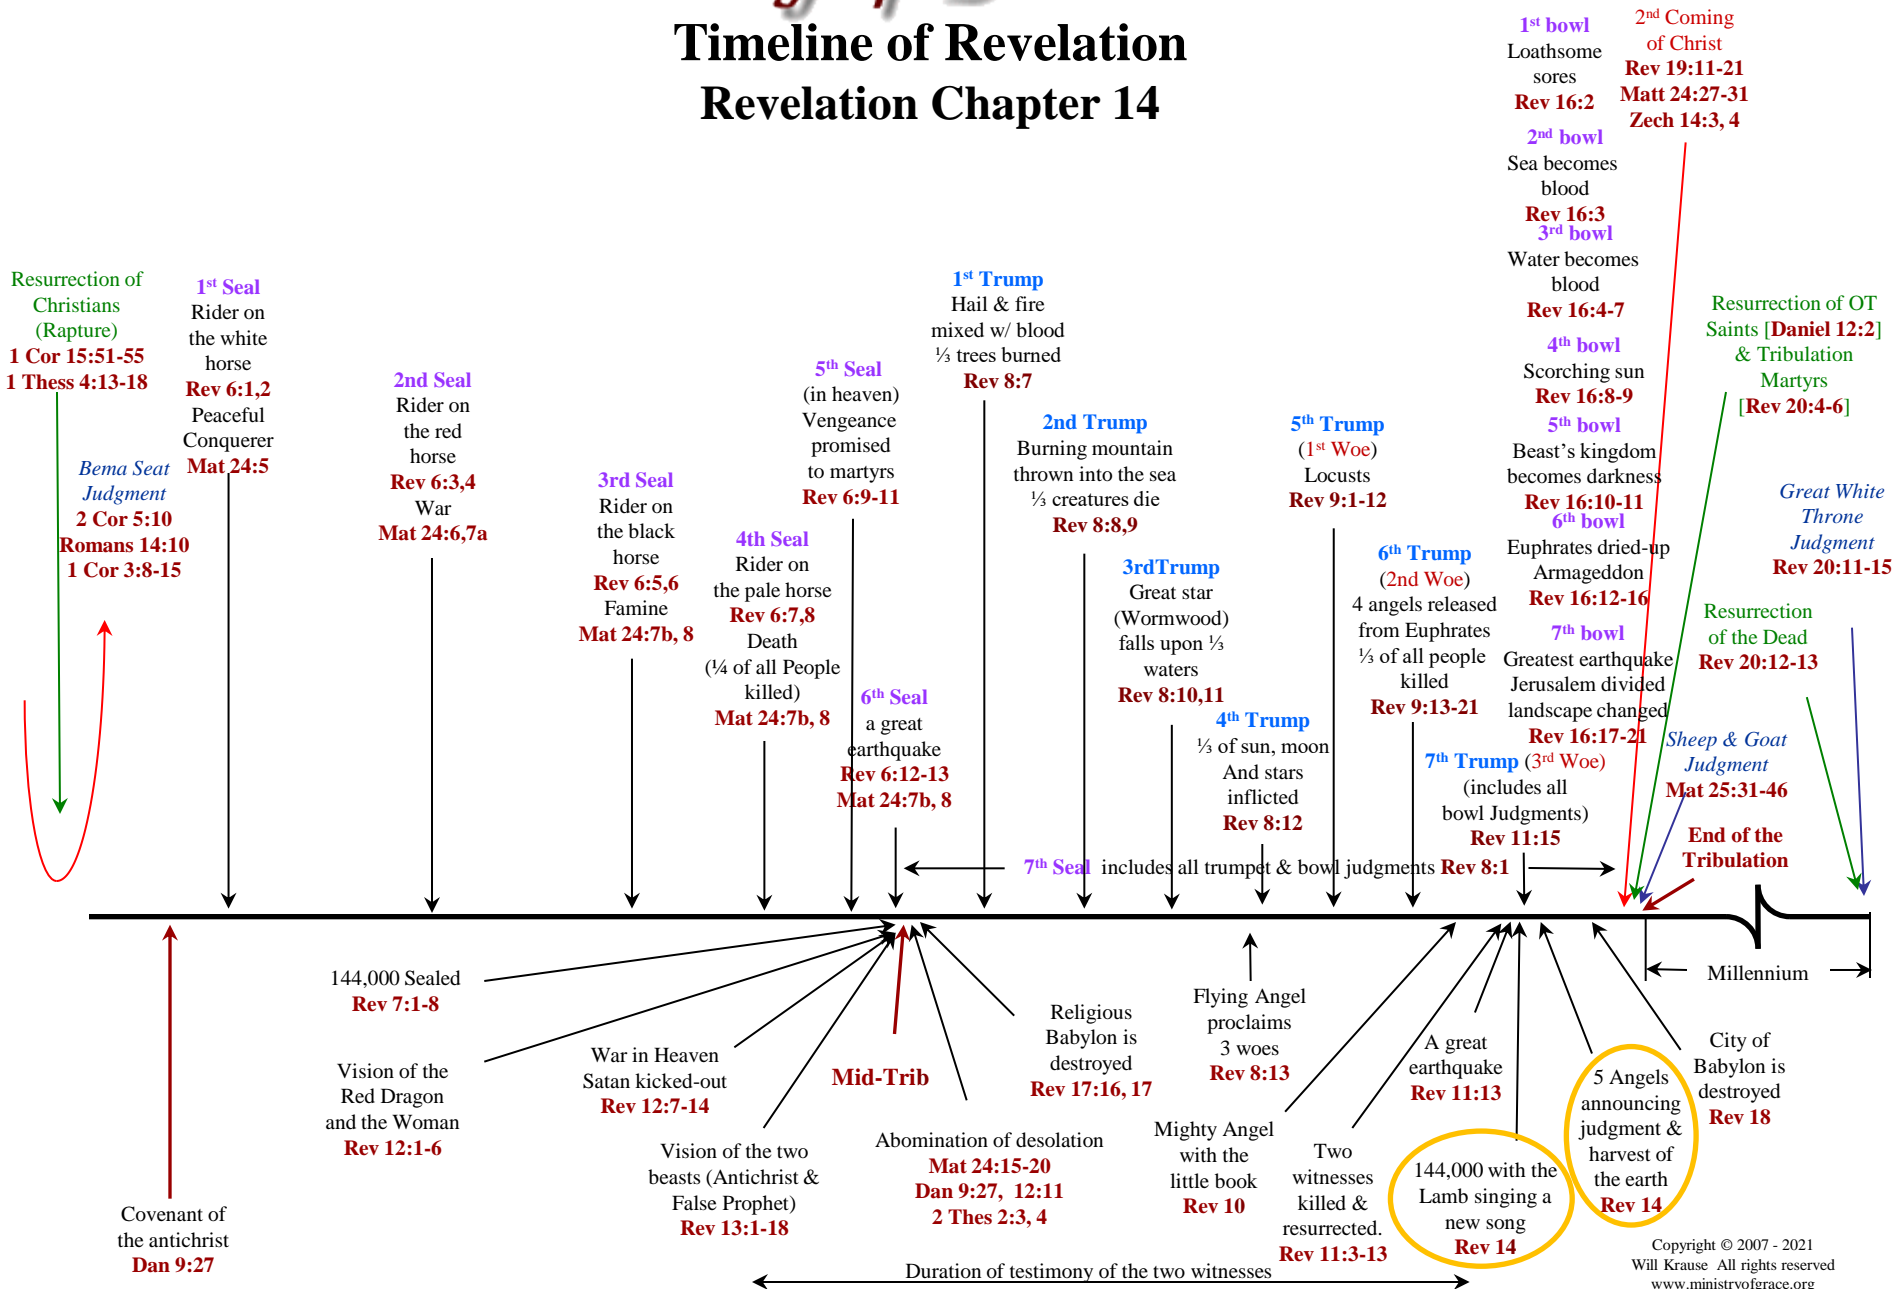 Timeline of Revelation
Revelation Chapter 14
1st bowl
Loathsome
sores
Rev 16:2
2nd bowl
Sea becomes
blood
Rev 16:3
3rd bowl
Water becomes
blood
Rev 16:4-7
4th bowl
Scorching sun
Rev 16:8-9
5th bowl
Beast's kingdom
becomes darkness
Rev 16:10-11
6th bowl
Euphrates dried-up
Armageddon
Rev 16:12-16
7th bowl
Greatest earthquake
Jerusalem divided
landscape changed
Rev 16:17-21
2nd Coming
of Christ
Rev 19:11-21
Matt 24:27-31
Zech 14:3, 4
Resurrection of
Christians
(Rapture)
1 Cor 15:51-55
1 Thess 4:13-18
Bema Seat
Judgment
2 Cor 5:10
Romans 14:10
1 Cor 3:8-15
1st Seal
Rider on
the white
horse
Rev 6:1,2
Peaceful
Conquerer
Mat 24:5
2nd Seal
Rider on
the red
horse
Rev 6:3,4
War
Mat 24:6,7a
3rd Seal
Rider on
the black
horse
Rev 6:5,6
Famine
Mat 24:7b, 8
4th Seal
Rider on
the pale horse
Rev 6:7,8
Death
(¼ of all People
killed)
Mat 24:7b, 8
5th Seal
(in heaven)
Vengeance
promised
to martyrs
Rev 6:9-11
6th Seal
a great
earthquake
Rev 6:12-13
Mat 24:7b, 8
1st Trump
Hail & fire
mixed w/ blood
⅓ trees burned
Rev 8:7
2nd Trump
Burning mountain
thrown into the sea
⅓ creatures die
Rev 8:8,9
3rdTrump
Great star
(Wormwood)
falls upon ⅓
waters
Rev 8:10,11
4th Trump
⅓ of sun, moon
And stars
inflicted
Rev 8:12
5th Trump
(1st Woe)
Locusts
Rev 9:1-12
6th Trump
(2nd Woe)
4 angels released
from Euphrates
⅓ of all people
killed
Rev 9:13-21
7th Trump (3rd Woe)
(includes all
bowl Judgments)
Rev 11:15
Resurrection of OT
Saints [Daniel 12:2]
& Tribulation
Martyrs
[Rev 20:4-6]
Great White
Throne
Judgment
Rev 20:11-15
Resurrection
of the Dead
Rev 20:12-13
Sheep & Goat
Judgment
Mat 25:31-46
End of the
Tribulation
7th Seal includes all trumpet & bowl judgments Rev 8:1
Millennium
Covenant of
the antichrist
Dan 9:27
144,000 Sealed
Rev 7:1-8
Vision of the
Red Dragon
and the Woman
Rev 12:1-6
War in Heaven
Satan kicked-out
Rev 12:7-14
Vision of the two
beasts (Antichrist &
False Prophet)
Rev 13:1-18
Mid-Trib
Abomination of desolation
Mat 24:15-20
Dan 9:27, 12:11
2 Thes 2:3, 4
Religious
Babylon is
destroyed
Rev 17:16, 17
Flying Angel
proclaims
3 woes
Rev 8:13
Mighty Angel
with the
little book
Rev 10
Two
witnesses
killed &
resurrected.
Rev 11:3-13
A great
earthquake
Rev 11:13
144,000 with the
Lamb singing a
new song
Rev 14
5 Angels
announcing
judgment &
harvest of
the earth
Rev 14
City of
Babylon is
destroyed
Rev 18
Duration of testimony of the two witnesses
Copyright © 2007 - 2021
Will Krause All rights reserved
www.ministryofgrace.org